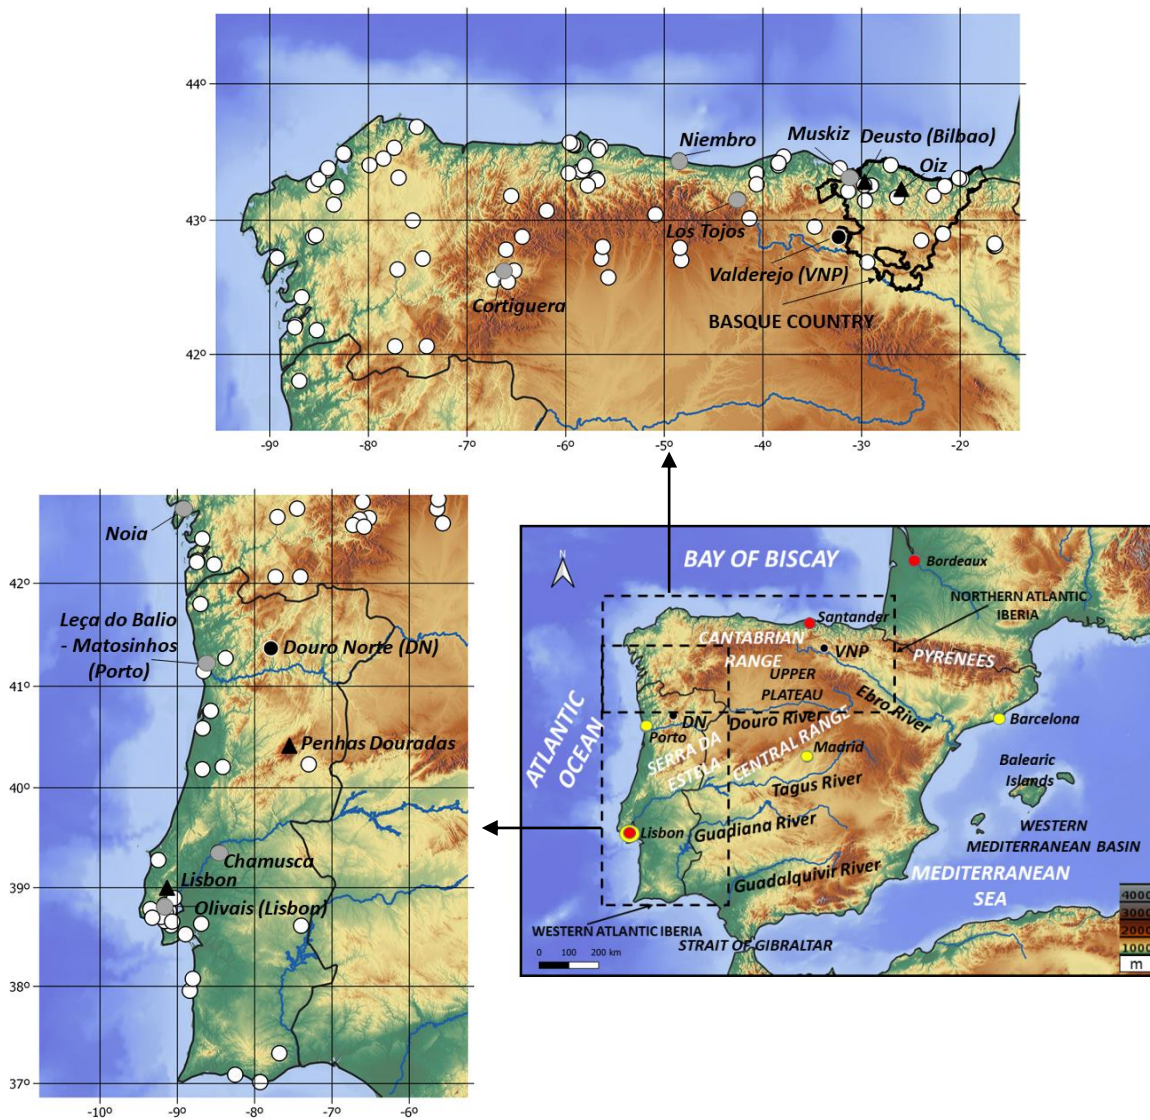 44º
43º
42º
Niembro
Muskiz
Deusto (Bilbao)
Oiz
Los Tojos
Cortiguera
Valderejo (VNP)
BASQUE COUNTRY
-9º
-8º
-7º
-6º
-5º
-4º
-3º
-2º
Noia
42º
Leça do Balio
- Matosinhos
(Porto)
Douro Norte (DN)
41º
Penhas Douradas
40º
Chamusca
Lisbon
39º
Olivais (Lisbon)
38º
37º
-10º
-9º
-8º
-7º
-6º
N
BAY OF BISCAY
Bordeaux
NORTHERN ATLANTIC
IBERIA
Santander
CANTABRIAN
RANGE
VNP
PYRENEES
UPPER
PLATEAU
Ebro River
ATLANTIC
OCEAN
DN
Douro River
Porto
Barcelona
SERRA DA
ESTELA
CENTRAL RANGE
Madrid
Balearic
Islands
Tagus River
Lisbon
Guadiana River
WESTERN
MEDITERRANEAN BASIN
Guadalquivir River
MEDITERRANEAN
SEA
WESTERN ATLANTIC IBERIA
STRAIT OF GIBRALTAR
0 100 200 km
4000
3000
2000
1000
m